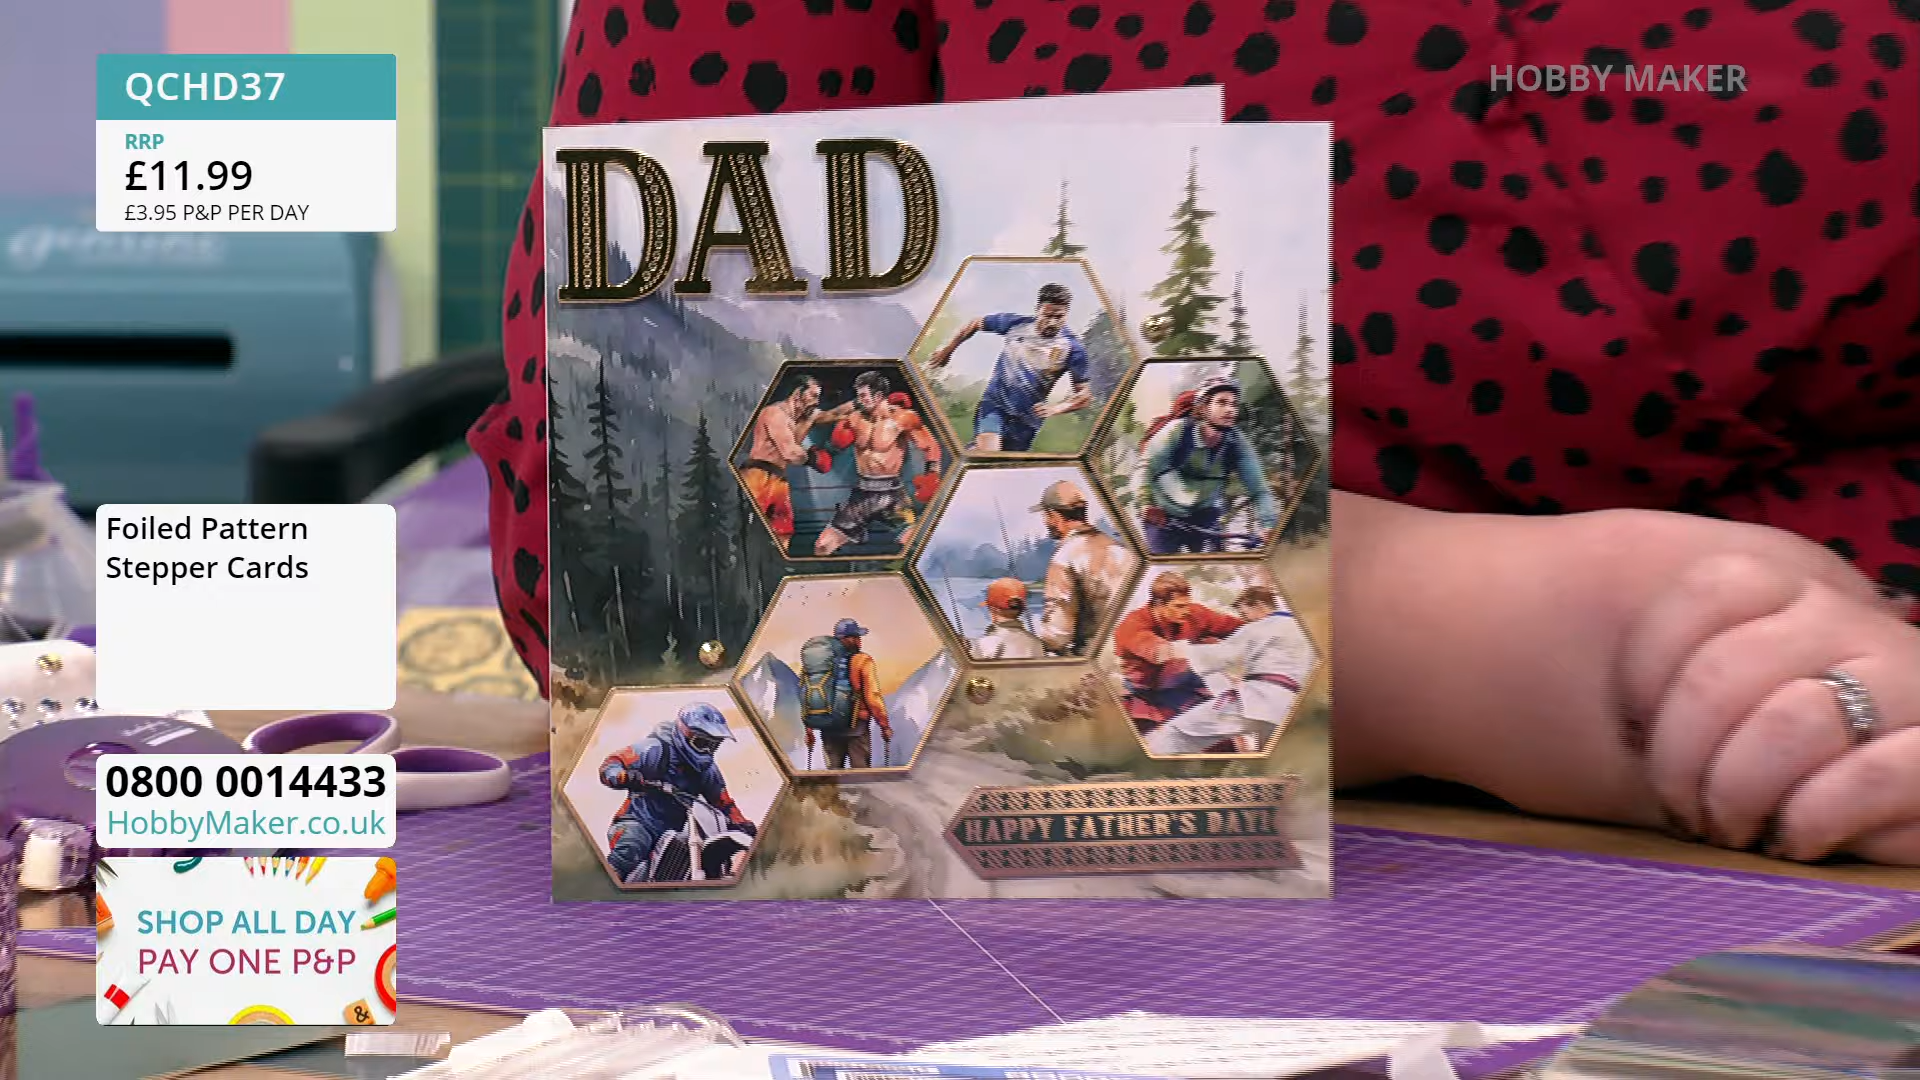 QCHD37
RRP
£11.99
£3.95 P&P PER DAY
HOBBY MAKER
DAD
Foiled Pattern
Stepper Cards
HAPPY FATHER'S DAY!
0800 0014433
HobbyMaker.co.uk
SHOP ALL DAY
PAY ONE P&P
&